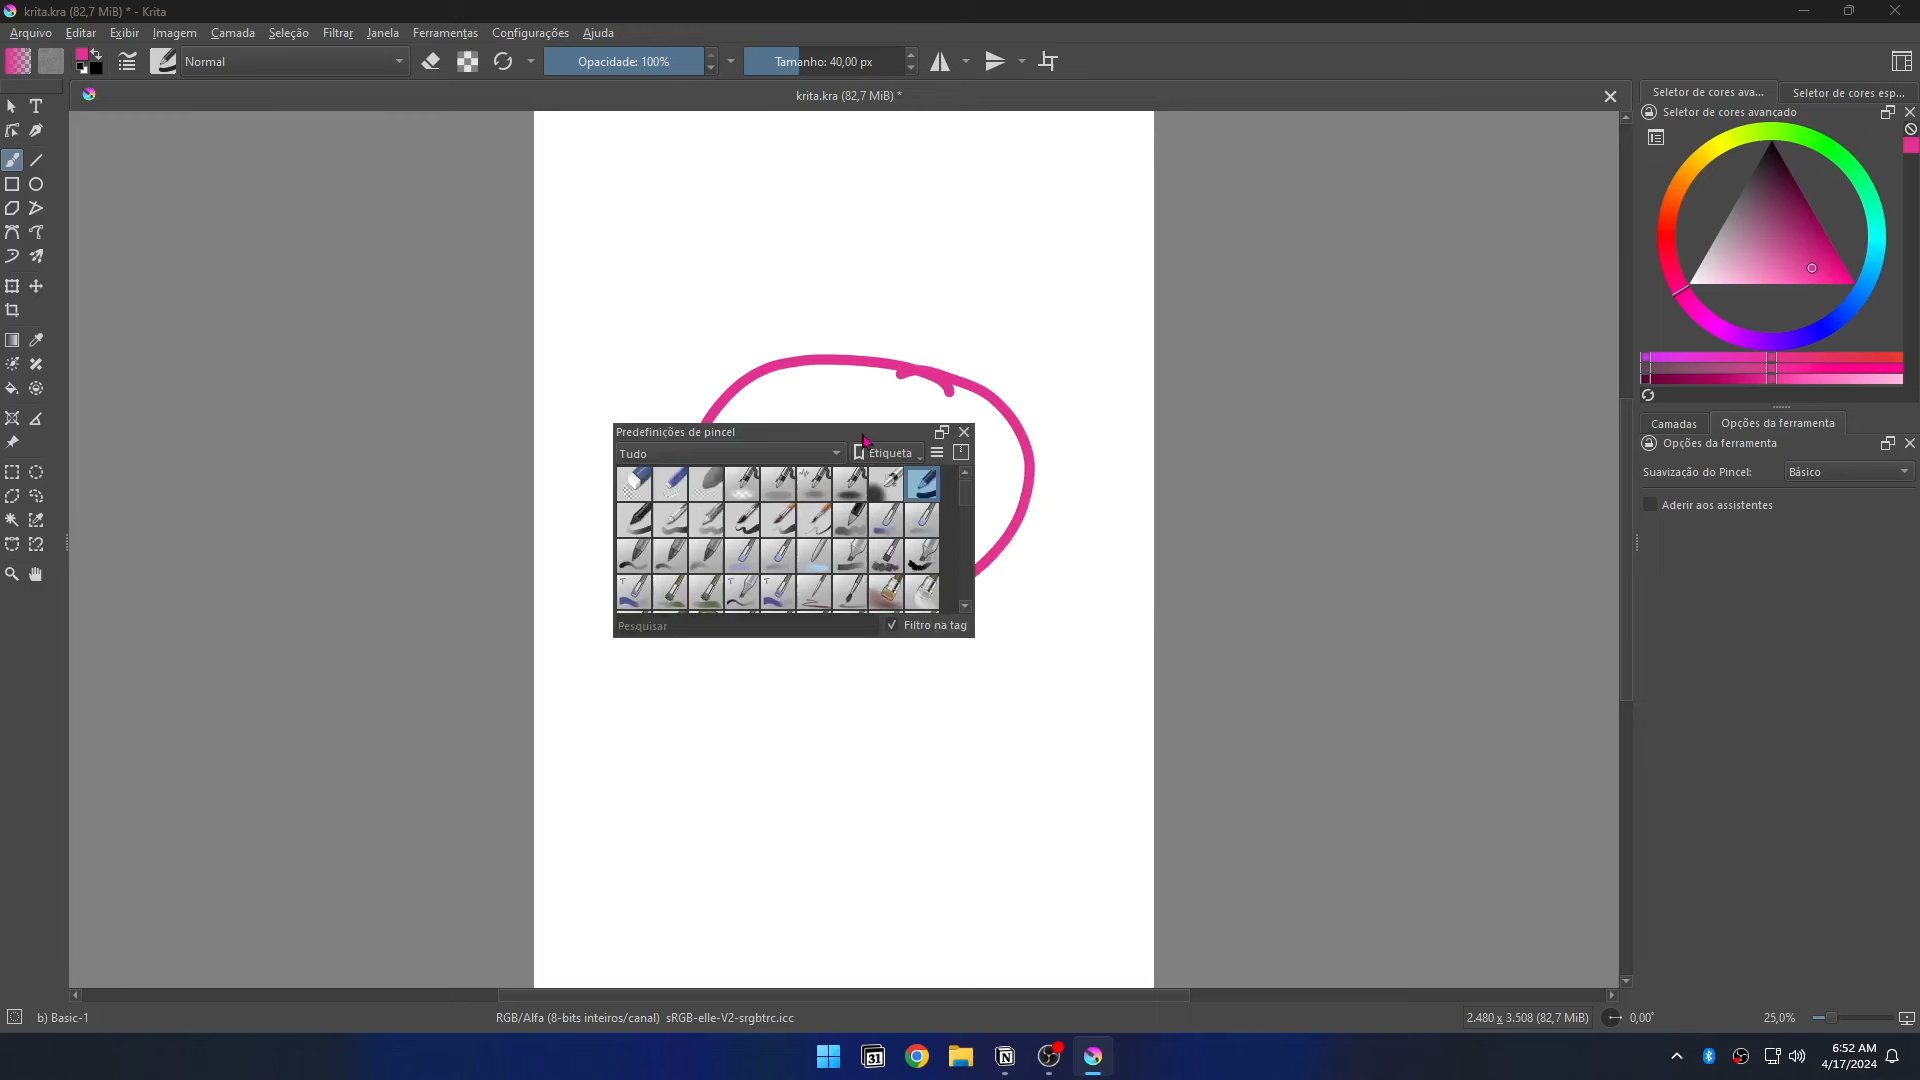 krita.kra (82,7 MiB) * - Krita
Arquivo Editar Exibir Imagem Camada Seleção Filtrar Janela Ferramentas Configurações Ajuda
Normal Opacidade: 100% Tamanho: 40,00 px
krita.kra (82,7 MiB) *
Seletor de cores ava... Seletor de cores esp...
Seletor de cores avançado
Camadas Opções da ferramenta
Opções da ferramenta
Suavização do Pincel: Básico
Aderir aos assistentes
Predefinições de pincel
Tudo Etiqueta
Pesquisar Filtro na tag
b) Basic-1 RGB/Alfa (8-bits inteiros/canal) sRGB-elle-V2-srgbtrc.icc 2.480 x 3.508 (82,7 MiB) 0,00° 25,0%
31
6:52 AM
4/17/2024